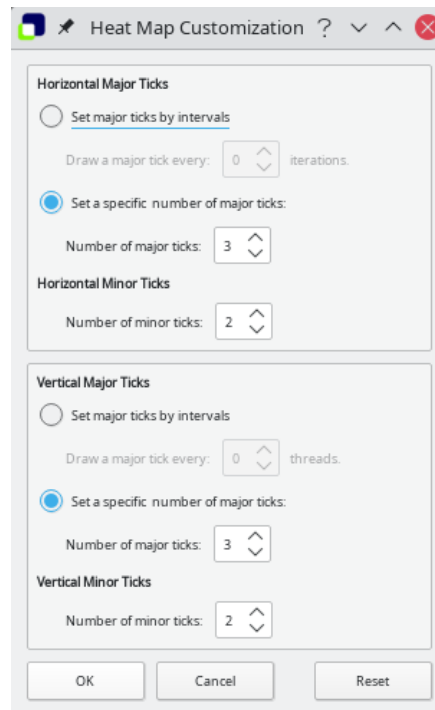 Heat Map Customization ?
Horizontal Major Ticks
Set major ticks by intervals
Draw a major tick every: 0 iterations.
Set a specific number of major ticks:
Number of major ticks: 3
Horizontal Minor Ticks
Number of minor ticks: 2
Vertical Major Ticks
Set major ticks by intervals
Draw a major tick every: 0 threads.
Set a specific number of major ticks:
Number of major ticks: 3
Vertical Minor Ticks
Number of minor ticks: 2
OK Cancel Reset